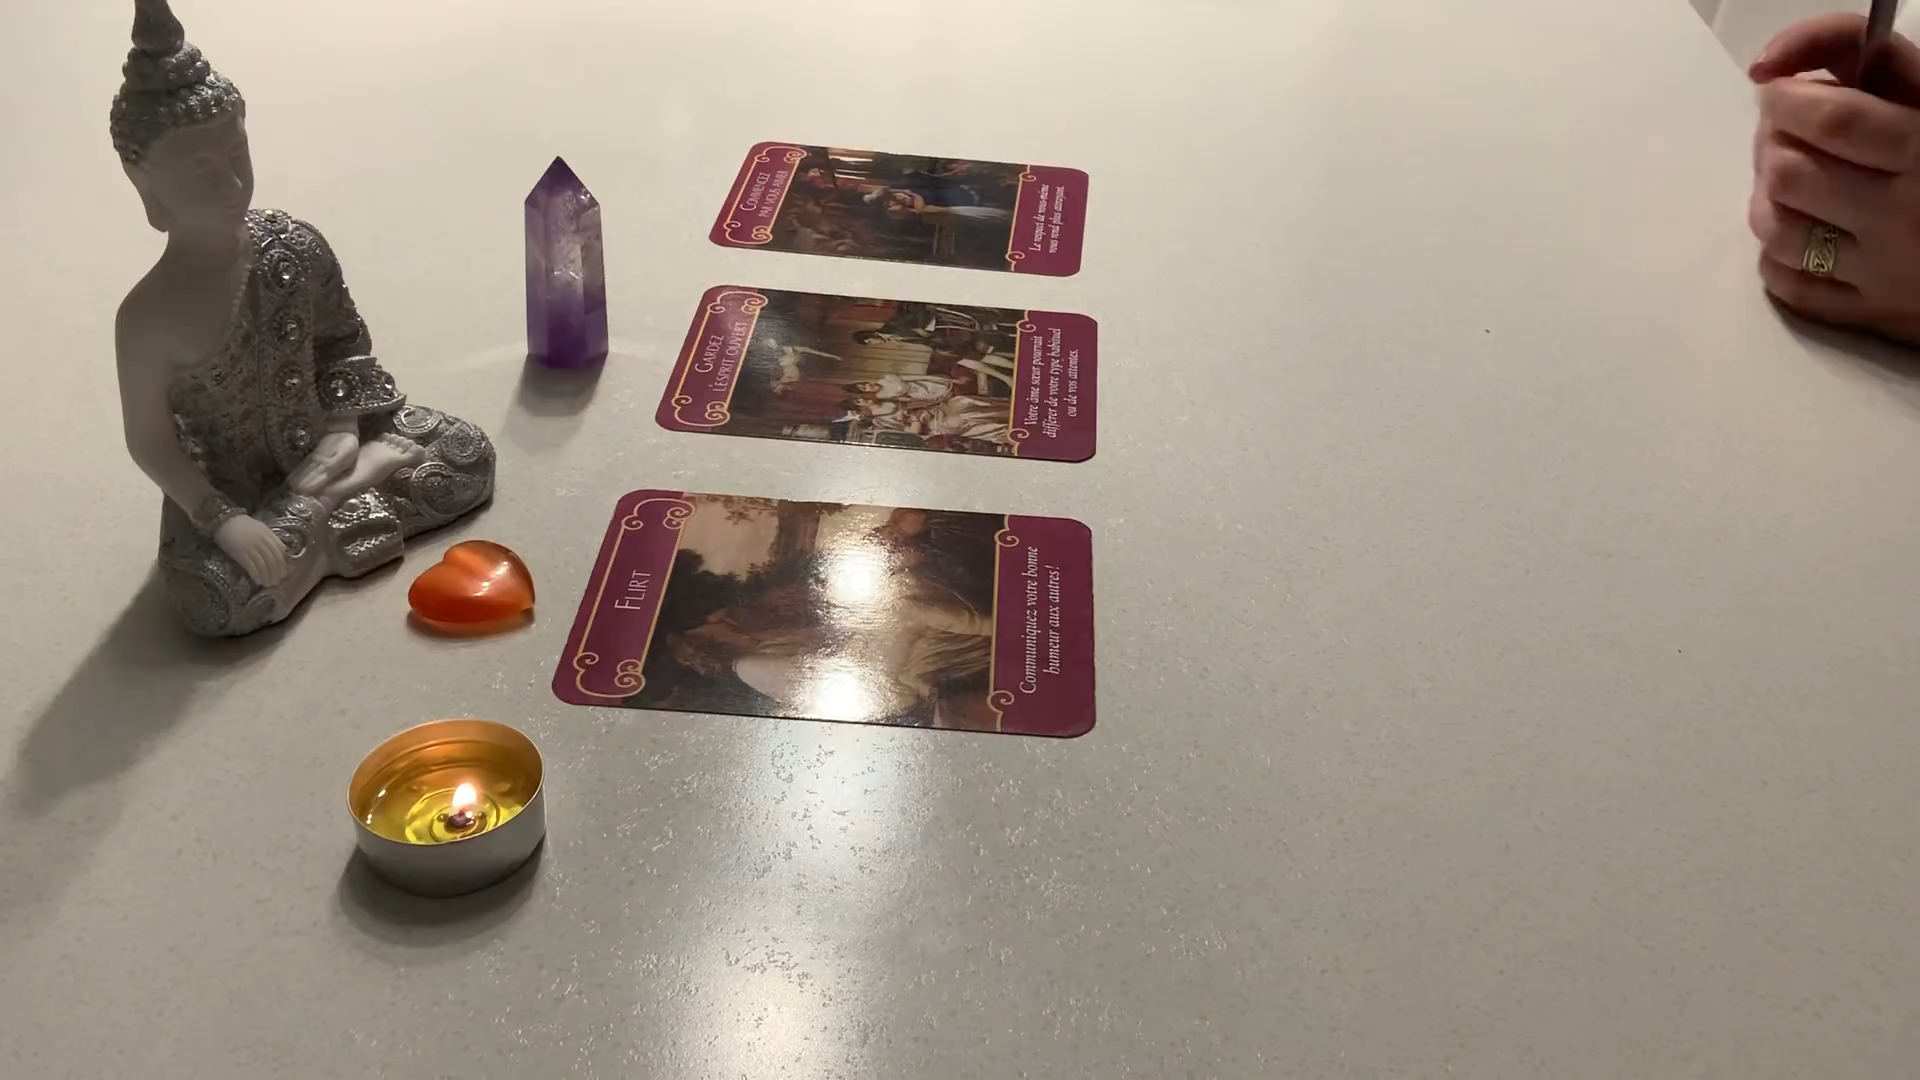 COMMENCEZ
PAR VOUS AIMER
Le respect de vous-même
vous rend plus attrayant.
GARDEZ
L'ESPRIT OUVERT
Votre âme sœur pourrait
différer de votre type habituel
ou de vos attentes.
FLIRT
Communiquez votre bonne
humeur aux autres!